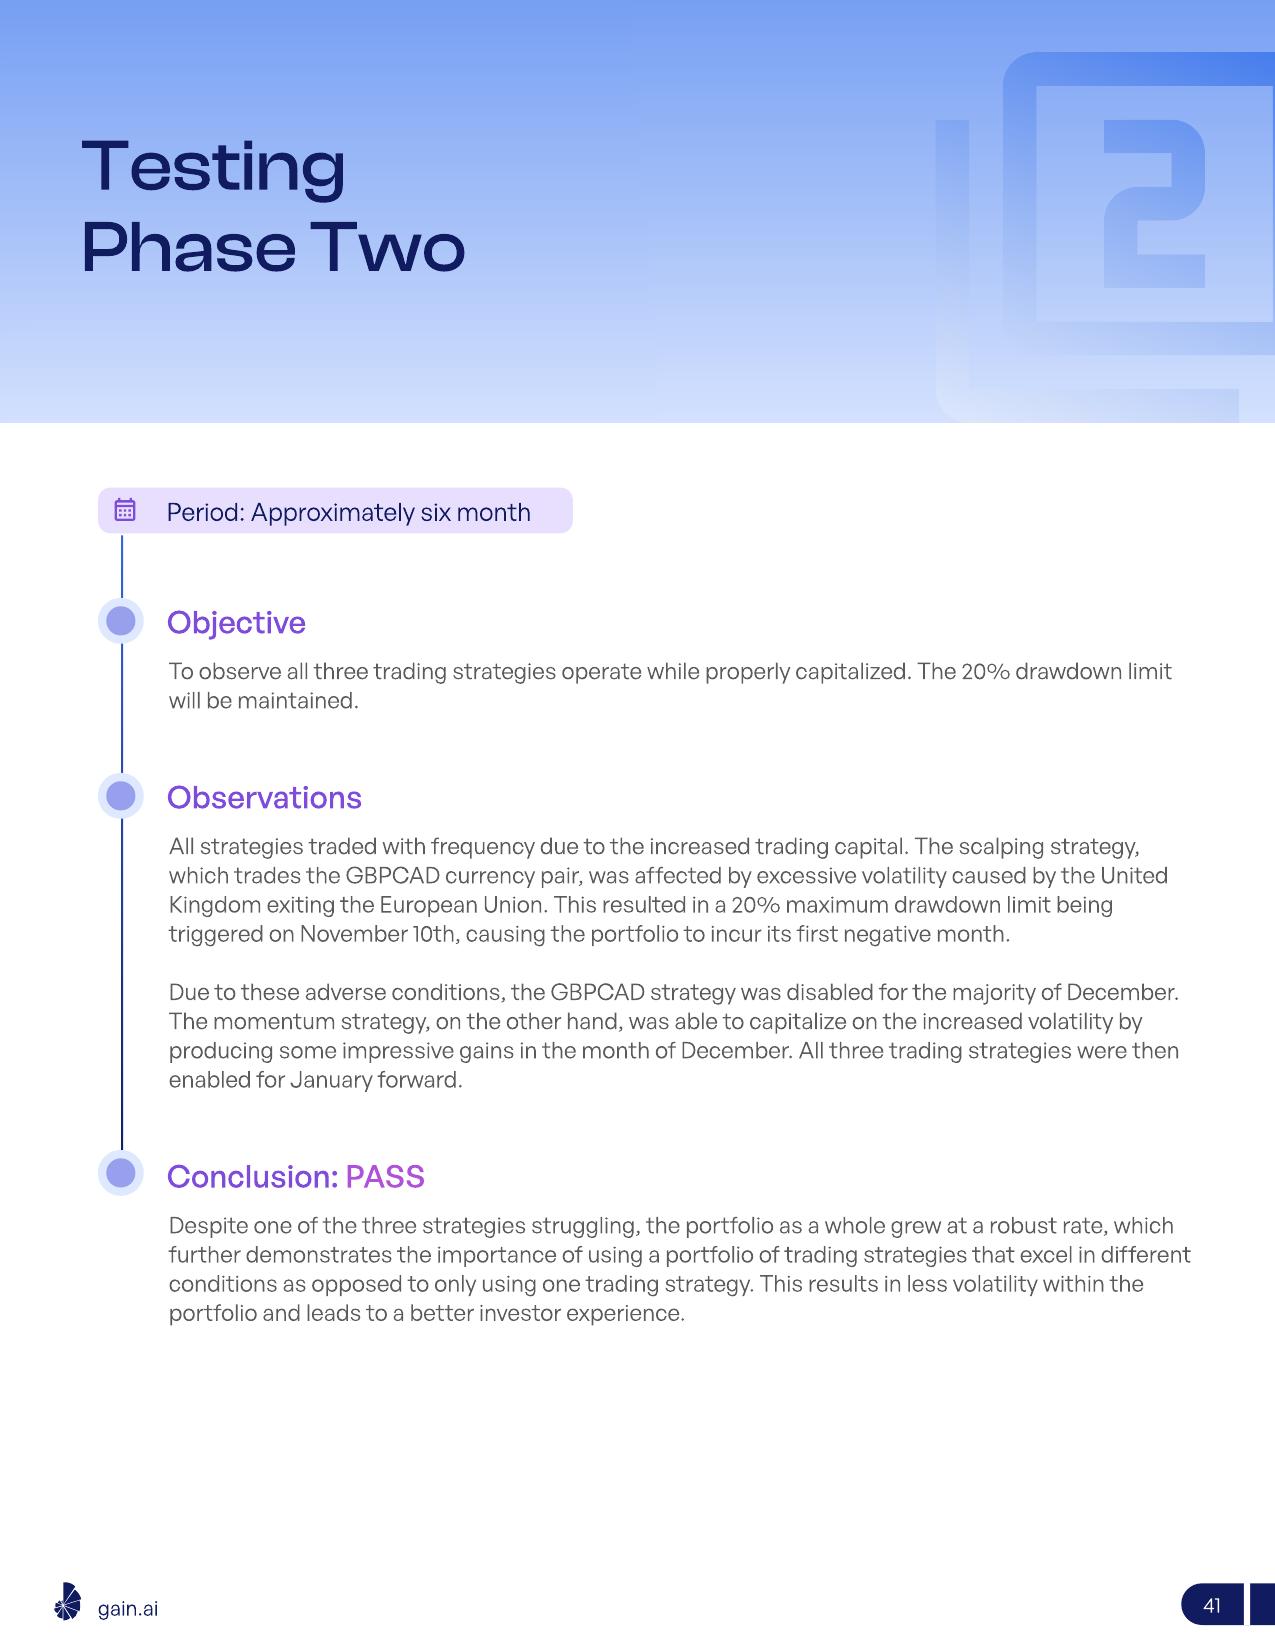 Testing
Phase Two
2
Period: Approximately six month
Objective
To observe all three trading strategies operate while properly capitalized. The 20% drawdown limit
will be maintained.
Observations
All strategies traded with frequency due to the increased trading capital. The scalping strategy,
which trades the GBPCAD currency pair, was affected by excessive volatility caused by the United
Kingdom exiting the European Union. This resulted in a 20% maximum drawdown limit being
triggered on November 10th, causing the portfolio to incur its first negative month.
Due to these adverse conditions, the GBPCAD strategy was disabled for the majority of December.
The momentum strategy, on the other hand, was able to capitalize on the increased volatility by
producing some impressive gains in the month of December. All three trading strategies were then
enabled for January forward.
Conclusion: PASS
Despite one of the three strategies struggling, the portfolio as a whole grew at a robust rate, which
further demonstrates the importance of using a portfolio of trading strategies that excel in different
conditions as opposed to only using one trading strategy. This results in less volatility within the
portfolio and leads to a better investor experience.
gain.ai
41